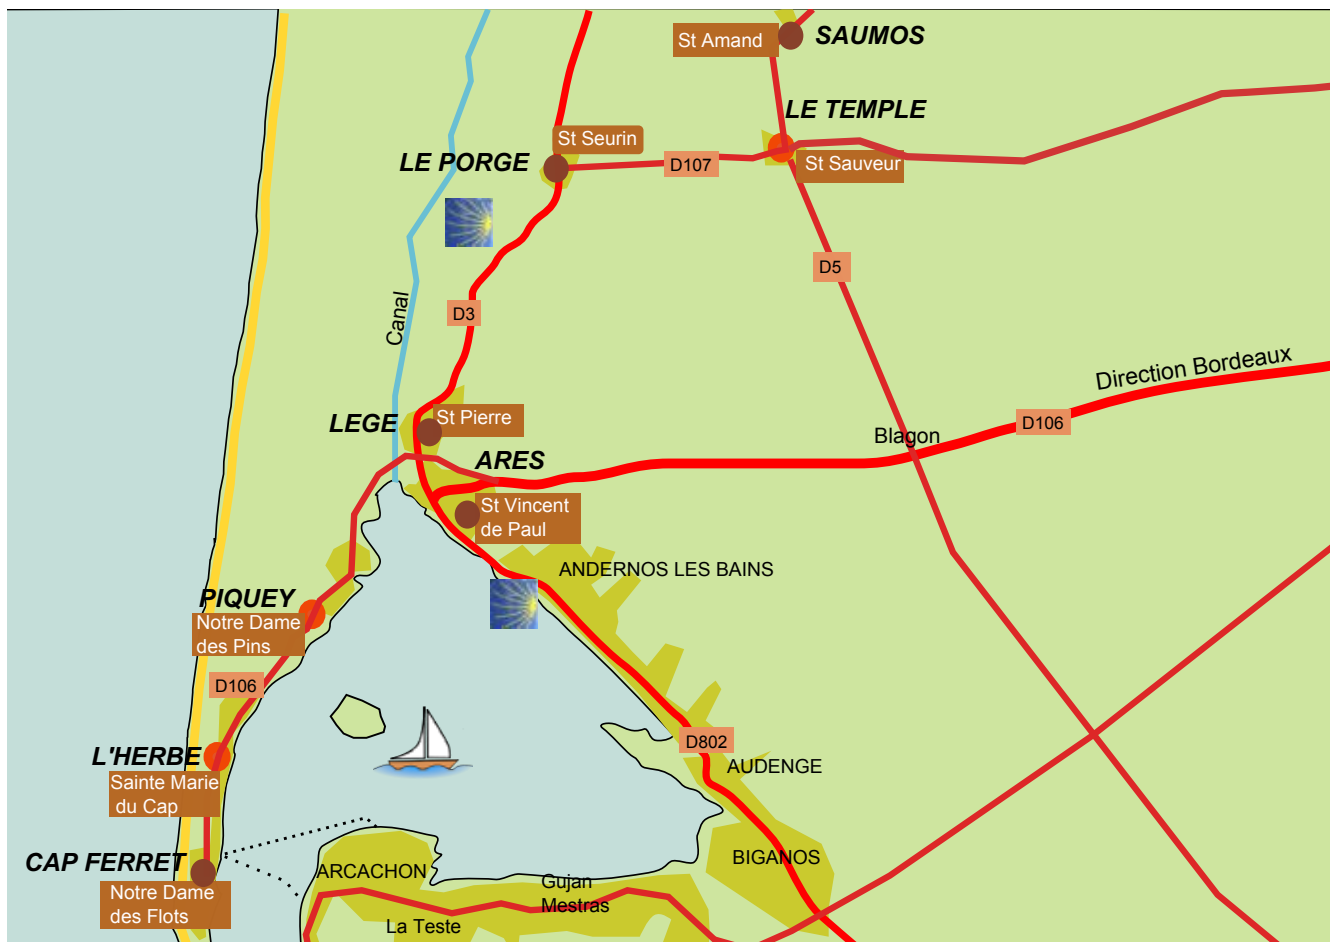 St Amand
SAUMOS
LE TEMPLE
St Seurin
LE PORGE
D107
St Sauveur
D5
Canal
D3
Direction Bordeaux
LEGE
St Pierre
D106
Blagon
ARES
St Vincent
de Paul
ANDERNOS LES BAINS
PIQUEY
Notre Dame
des Pins
D106
D802
L'HERBE
AUDENGE
Sainte Marie
du Cap
CAP FERRET
BIGANOS
ARCACHON
Gujan
Mestras
Notre Dame
des Flots
La Teste